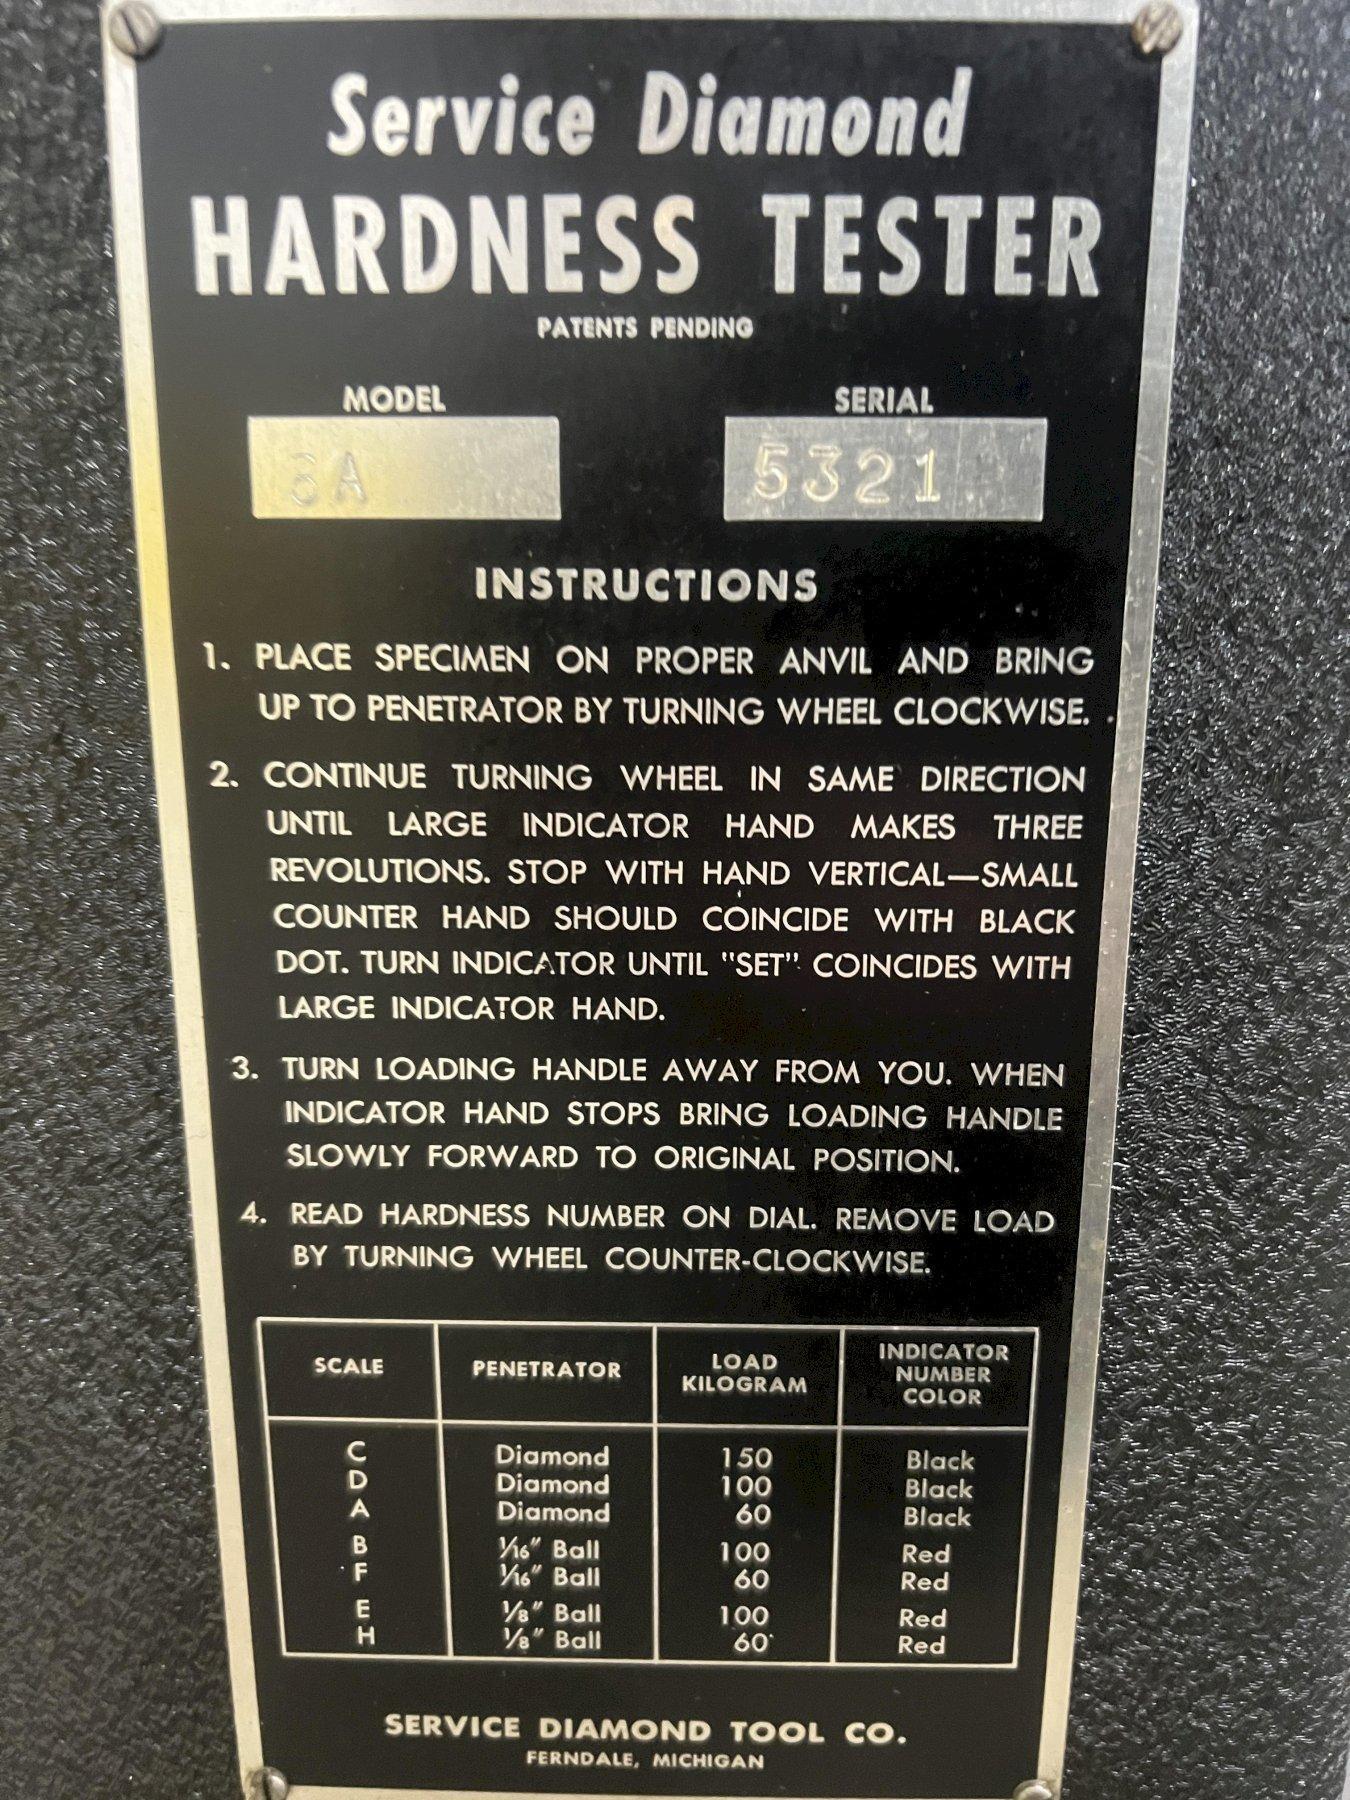 Service Diamond
HARDNESS TESTER
PATENTS PENDING
MODEL SERIAL
3A 5321
INSTRUCTIONS
1. PLACE SPECIMEN ON PROPER ANVIL AND BRING
UP TO PENETRATOR BY TURNING WHEEL CLOCKWISE.
2. CONTINUE TURNING WHEEL IN SAME DIRECTION
UNTIL LARGE INDICATOR HAND MAKES THREE
REVOLUTIONS. STOP WITH HAND VERTICAL—SMALL
COUNTER HAND SHOULD COINCIDE WITH BLACK
DOT. TURN INDICATOR UNTIL "SET" COINCIDES WITH
LARGE INDICATOR HAND.
3. TURN LOADING HANDLE AWAY FROM YOU. WHEN
INDICATOR HAND STOPS BRING LOADING HANDLE
SLOWLY FORWARD TO ORIGINAL POSITION.
4. READ HARDNESS NUMBER ON DIAL. REMOVE LOAD
BY TURNING WHEEL COUNTER-CLOCKWISE.
SCALE PENETRATOR LOAD KILOGRAM INDICATOR NUMBER COLOR
C Diamond 150 Black
D Diamond 100 Black
A Diamond 60 Black
B 1/16" Ball 100 Red
F 1/16" Ball 60 Red
E 1/8" Ball 100 Red
H 1/8" Ball 60 Red
SERVICE DIAMOND TOOL CO.
FERNDALE, MICHIGAN